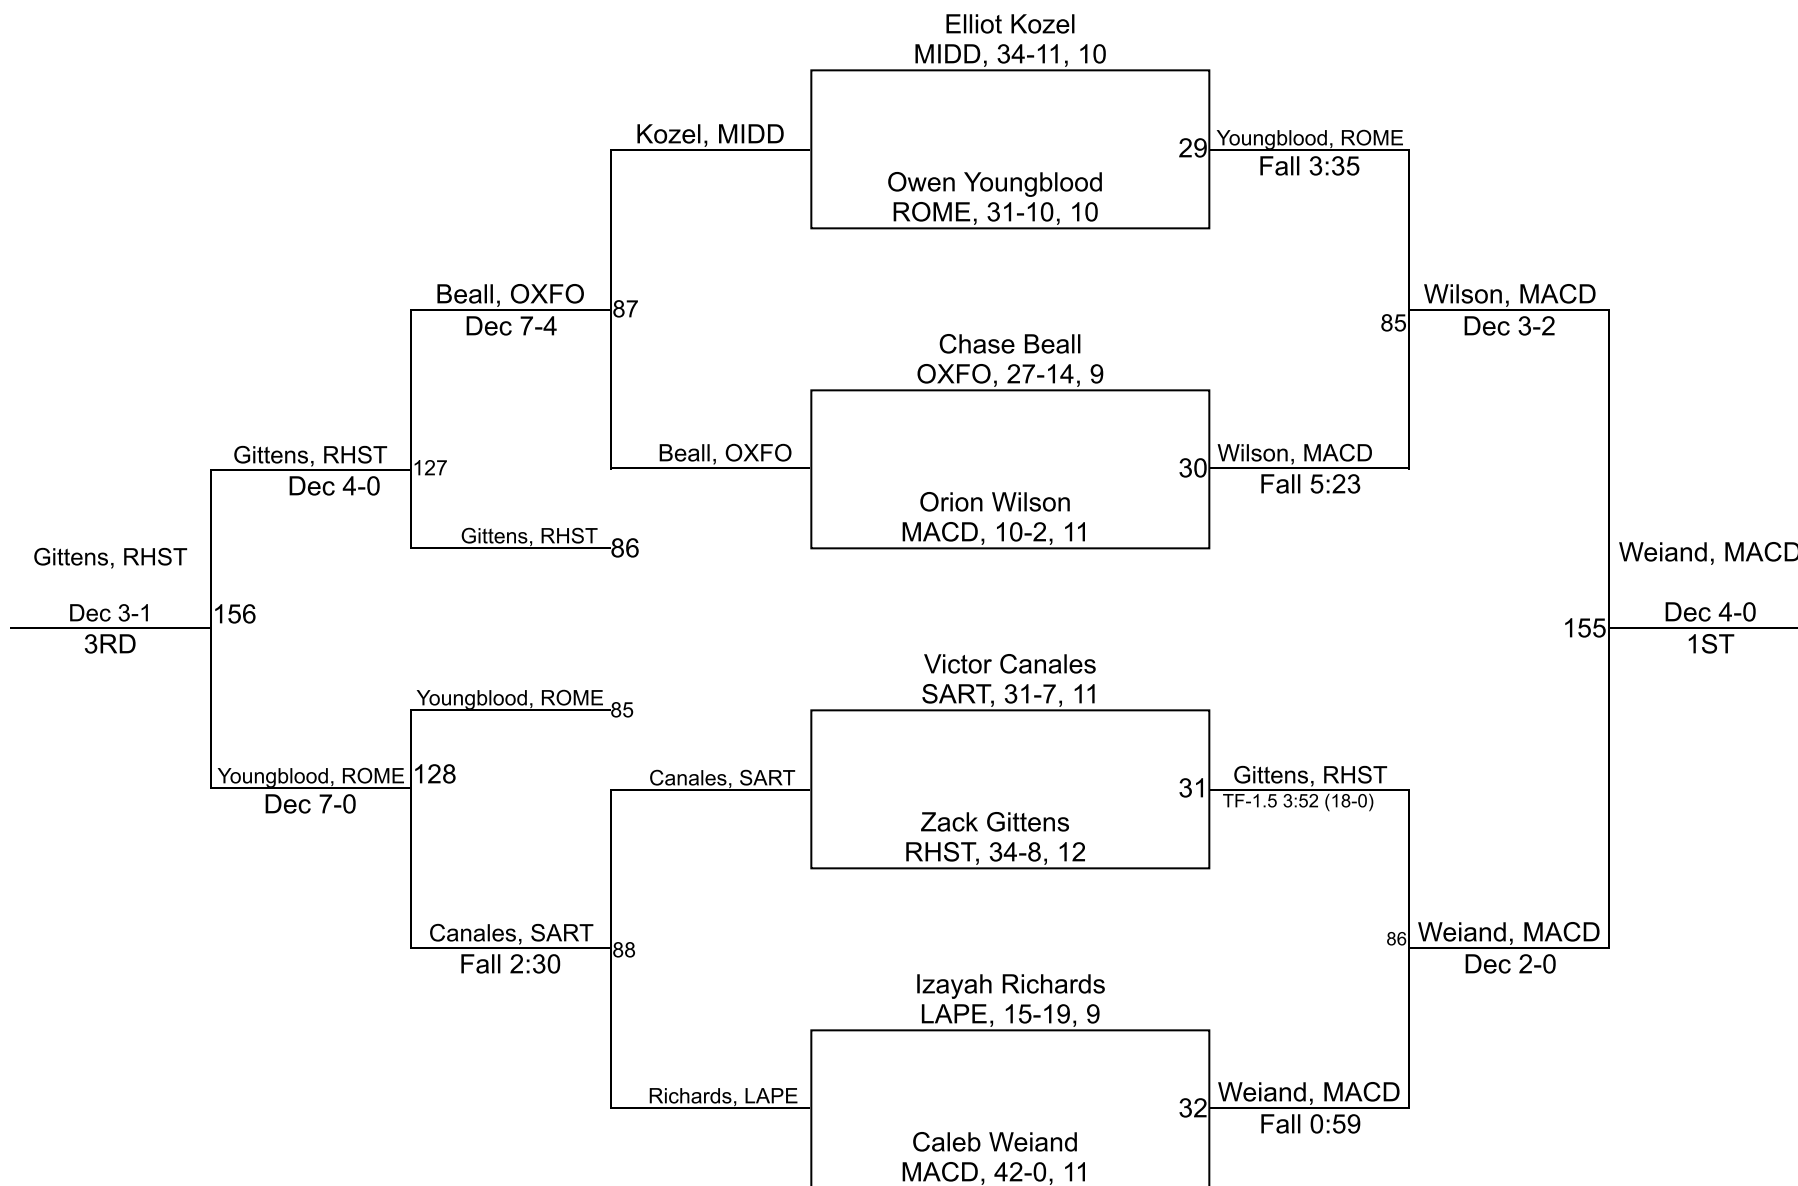 Elliot Kozel
MIDD, 34-11, 10
Kozel, MIDD
29
Youngblood, ROME
Fall 3:35
Owen Youngblood
ROME, 31-10, 10
Beall, OXFO
Dec 7-4
87
Wilson, MACD
Dec 3-2
85
Chase Beall
OXFO, 27-14, 9
Gittens, RHST
Dec 4-0
127
Beall, OXFO
30
Wilson, MACD
Fall 5:23
Orion Wilson
MACD, 10-2, 11
Gittens, RHST
86
Gittens, RHST
Dec 3-1
3RD
156
Weiand, MACD
Dec 4-0
1ST
155
Victor Canales
SART, 31-7, 11
Youngblood, ROME
85
Youngblood, ROME
Dec 7-0
128
Canales, SART
31
Gittens, RHST
TF-1.5 3:52 (18-0)
Zack Gittens
RHST, 34-8, 12
Canales, SART
Fall 2:30
88
86
Weiand, MACD
Dec 2-0
Izayah Richards
LAPE, 15-19, 9
Richards, LAPE
32
Weiand, MACD
Fall 0:59
Caleb Weiand
MACD, 42-0, 11